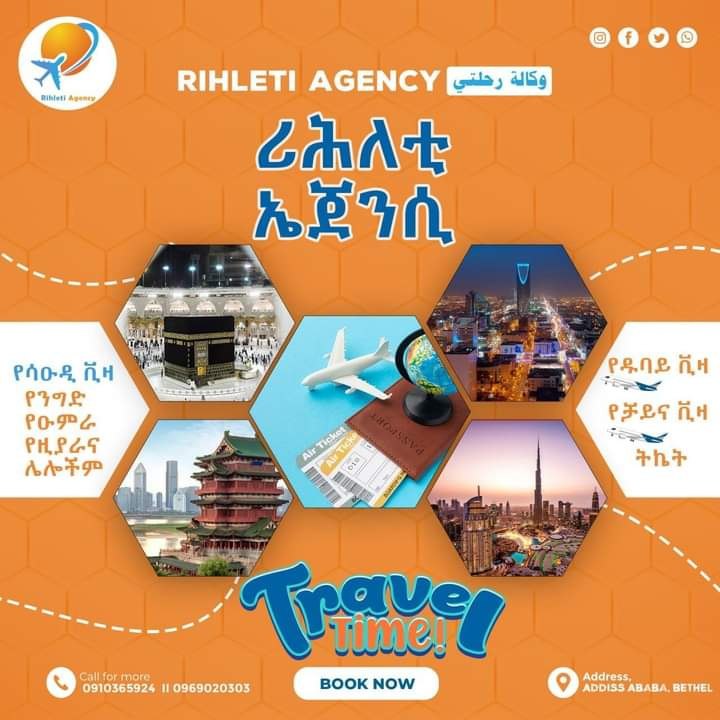 Rihleti Agency
RIHLETI AGENCY وكالة رحلتي
ሪሕለቲ
ኤጀንሲ
የሳዑዲ ቪዛ
የንግድ
የዑምራ
የዚያራና
ሌሎችም
የዱባይ ቪዛ
የቻይና ቪዛ
ትኬት
Air Ticket
Air Ticket
PASSPORT
Travel
Time!
Call for more
0910365924 II 0969020303
BOOK NOW
Address,
ADDISS ABABA, BETHEL